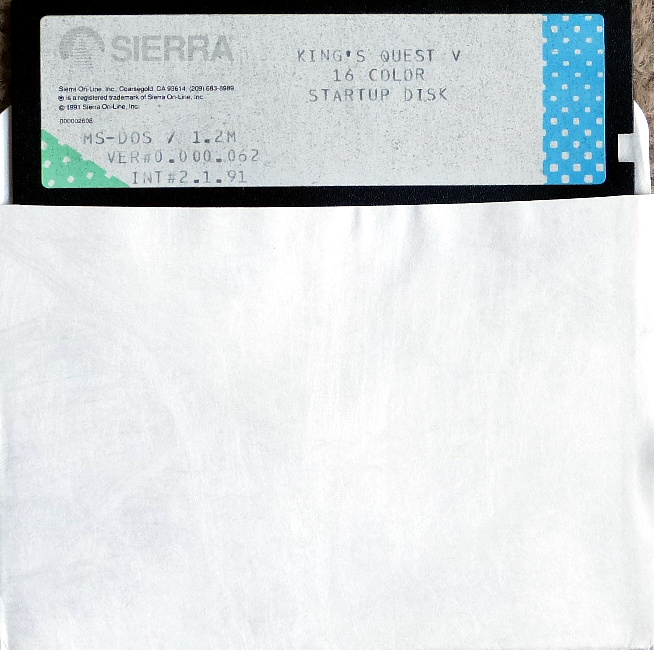 SIERRA
Sierra On-Line, Inc., Coarsegold, CA 93614 (209) 683-8989
® is a registered trademark of Sierra On-Line, Inc.
© 1991 Sierra On-Line, Inc.
000002608
KING'S QUEST V
16 COLOR
STARTUP DISK
MS-DOS / 1.2M
VER#0.000.062
INT#2.1.91